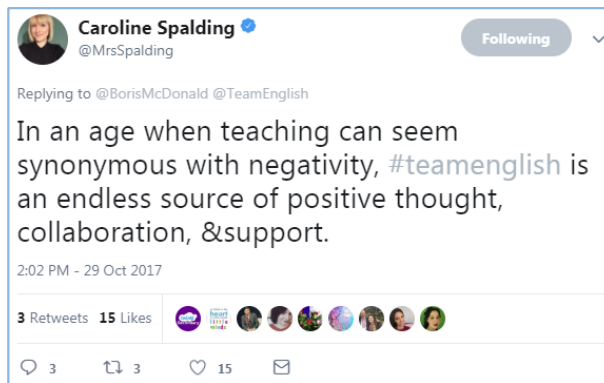 Caroline Spalding
@MrsSpalding
Following
Replying to @BorisMcDonald @TeamEnglish
In an age when teaching can seem
synonymous with negativity, #teamenglish is
an endless source of positive thought,
collaboration, &support.
2:02 PM - 29 Oct 2017
3 Retweets 15 Likes
3 3 15